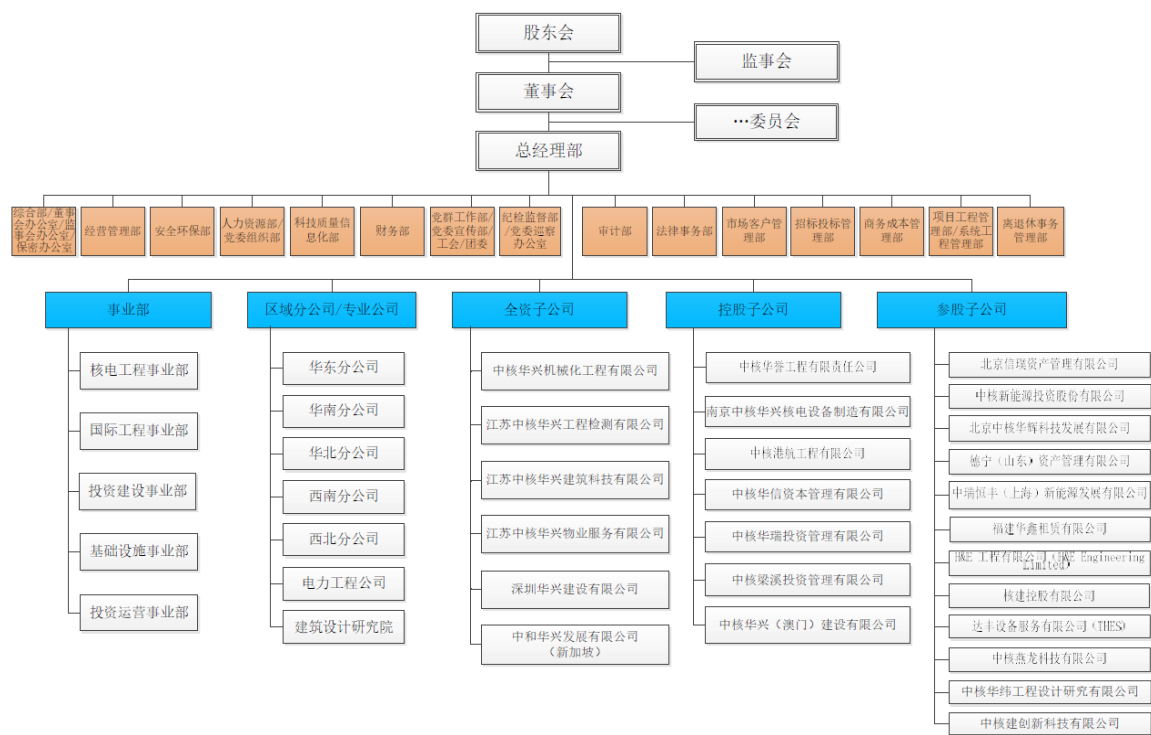 股东会
监事会
董事会
…委员会
总经理部
综合部/董事
会办公室/监
事会办公室/
保密办公室
经营管理部
安全环保部
人力资源部/
党委组织部
科技质量信
息化部
财务部
党群工作部/
党委宣传部/
工会/团委
纪检监督部
/党委巡察
办公室
审计部
法律事务部
市场客户管
理部
招标投标管
理部
商务成本管
理部
项目工程管
理部/系统工
程管理部
离退休事务
管理部
事业部
核电工程事业部
国际工程事业部
投资建设事业部
基础设施事业部
投资运营事业部
区域分公司/专业公司
华东分公司
华南分公司
华北分公司
西南分公司
西北分公司
电力工程公司
建筑设计研究院
全资子公司
中核华兴机械化工程有限公司
江苏中核华兴工程检测有限公司
江苏中核华兴建筑科技有限公司
江苏中核华兴物业服务有限公司
深圳华兴建设有限公司
中和华兴发展有限公司
（新加坡）
控股子公司
中核华誉工程有限责任公司
南京中核华兴核电设备制造有限公司
中核港航工程有限公司
中核华信资本管理有限公司
中核华瑞投资管理有限公司
中核梁溪投资管理有限公司
中核华兴（澳门）建设有限公司
参股子公司
北京信璞资产管理有限公司
中核新能源投资股份有限公司
北京中核华辉科技发展有限公司
德宁（山东）资产管理有限公司
中瑞恒丰（上海）新能源发展有限公司
福建华鑫租赁有限公司
H&E 工程有限公司（H&E Engineering
Limited）
核建控股有限公司
达丰设备服务有限公司（THES）
中核燕龙科技有限公司
中核华纬工程设计研究有限公司
中核建创新科技有限公司